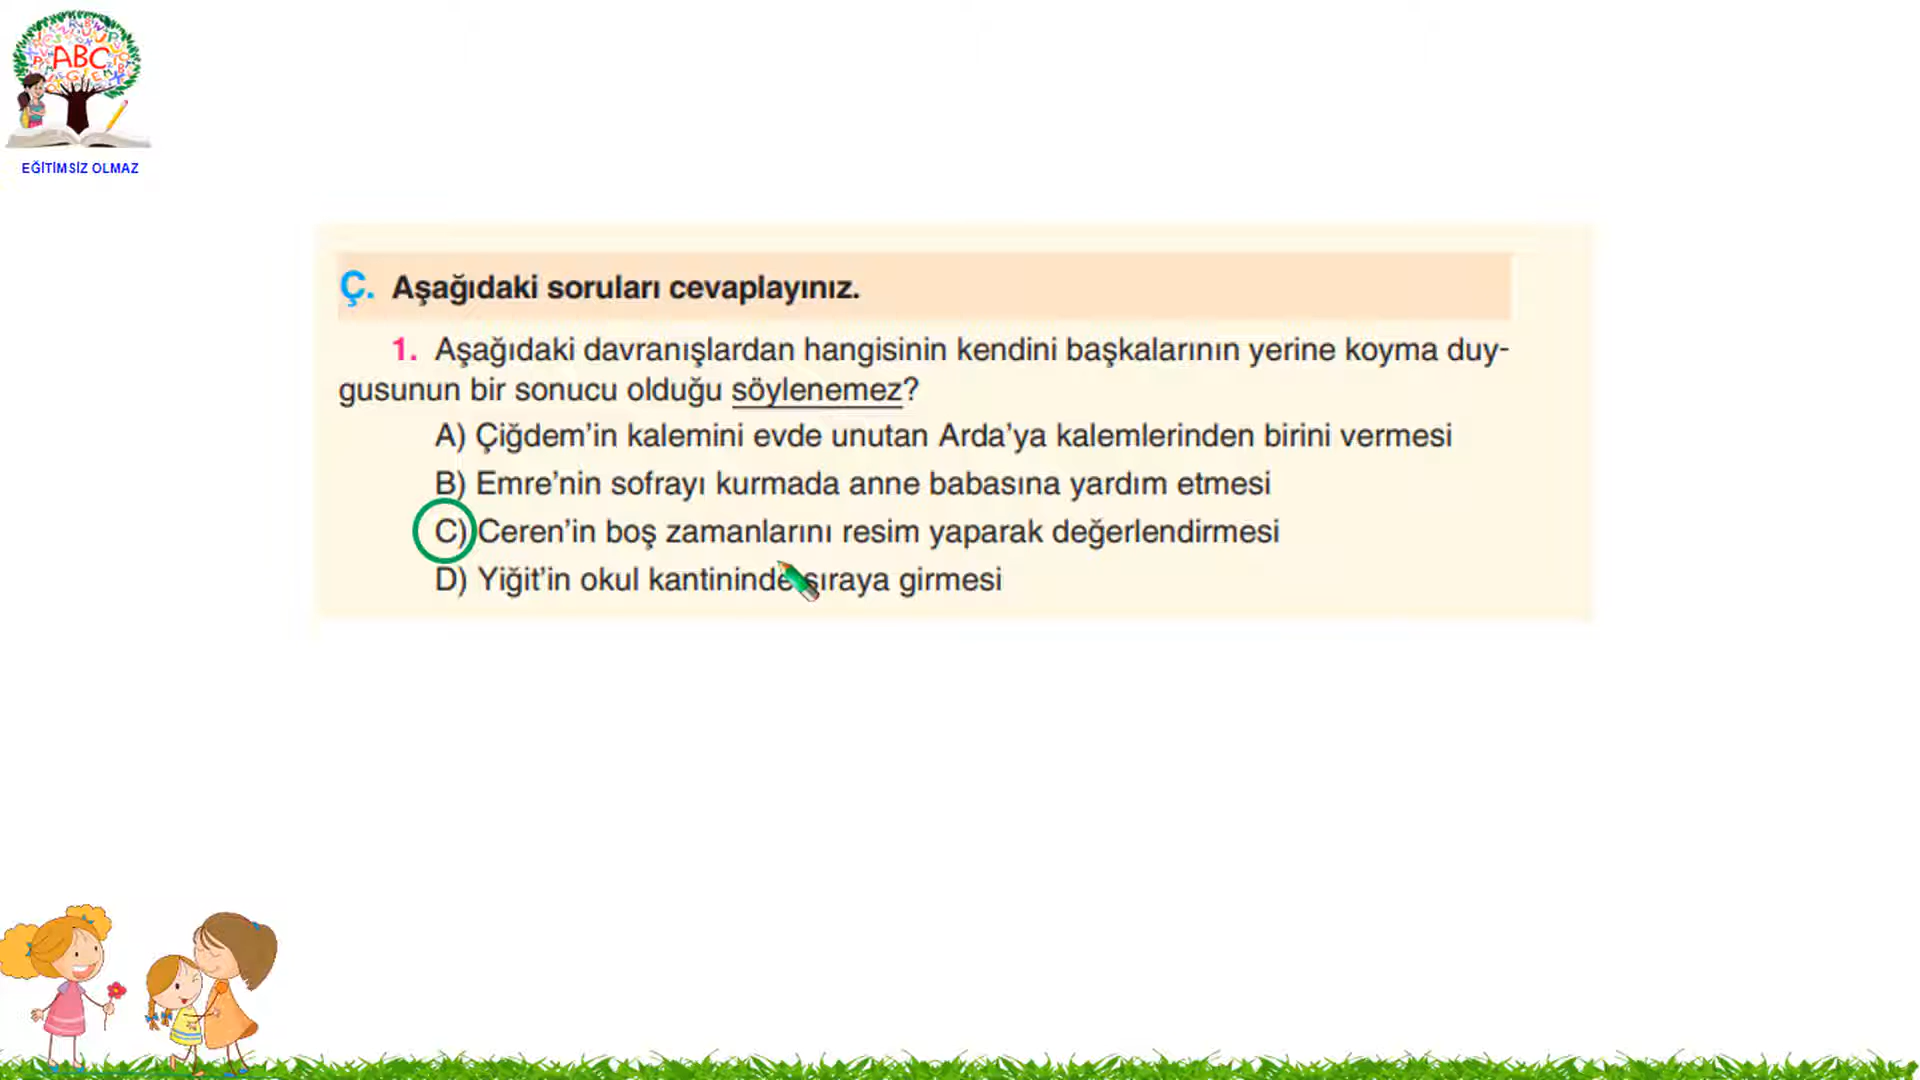 ABC
EĞİTİMSİZ OLMAZ
Ç. Aşağıdaki soruları cevaplayınız.
1. Aşağıdaki davranışlardan hangisinin kendini başkalarının yerine koyma duy-
gusunun bir sonucu olduğu söylenemez?
A) Çiğdem’in kalemini evde unutan Arda’ya kalemlerinden birini vermesi
B) Emre’nin sofrayı kurmada anne babasına yardım etmesi
C) Ceren’in boş zamanlarını resim yaparak değerlendirmesi
D) Yiğit’in okul kantininde sıraya girmesi